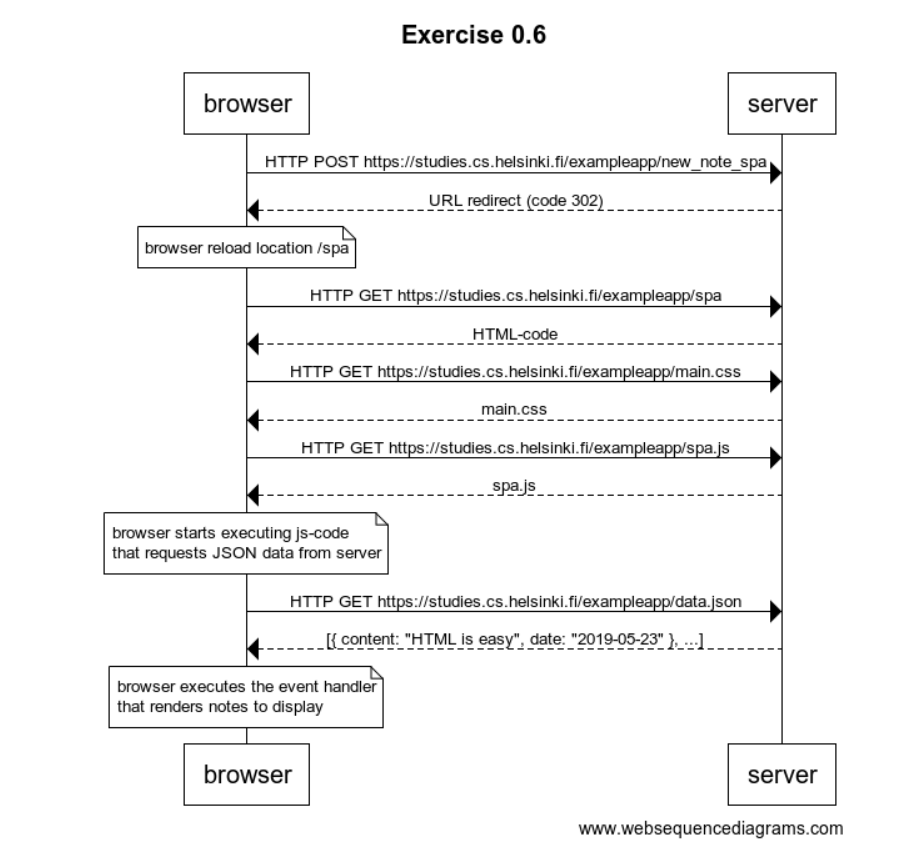 Exercise 0.6
browser
server
HTTP POST https://studies.cs.helsinki.fi/exampleapp/new_note_spa
URL redirect (code 302)
browser reload location /spa
HTTP GET https://studies.cs.helsinki.fi/exampleapp/spa
HTML-code
HTTP GET https://studies.cs.helsinki.fi/exampleapp/main.css
main.css
HTTP GET https://studies.cs.helsinki.fi/exampleapp/spa.js
spa.js
browser starts executing js-code
that requests JSON data from server
HTTP GET https://studies.cs.helsinki.fi/exampleapp/data.json
[{ content: "HTML is easy", date: "2019-05-23" }, ...]
browser executes the event handler
that renders notes to display
browser
server
www.websequencediagrams.com